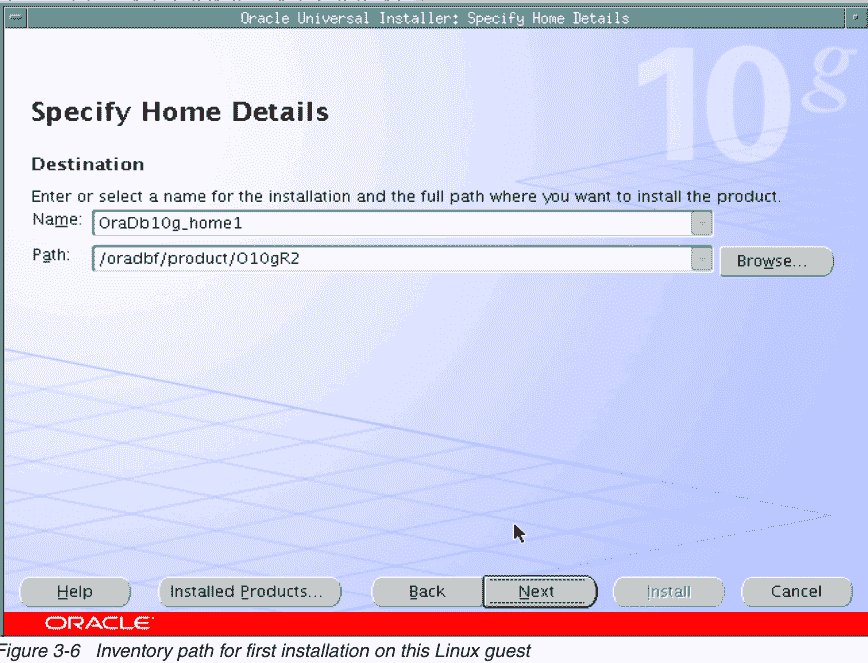 Oracle Universal Installer: Specify Home Details
10g
Specify Home Details
Destination
Enter or select a name for the installation and the full path where you want to install the product.
Name: OraDb10g_home1
Path: /oradbf/product/O10gR2 Browse...
Help Installed Products... Back Next Install Cancel
ORACLE
Figure 3-6 Inventory path for first installation on this Linux guest